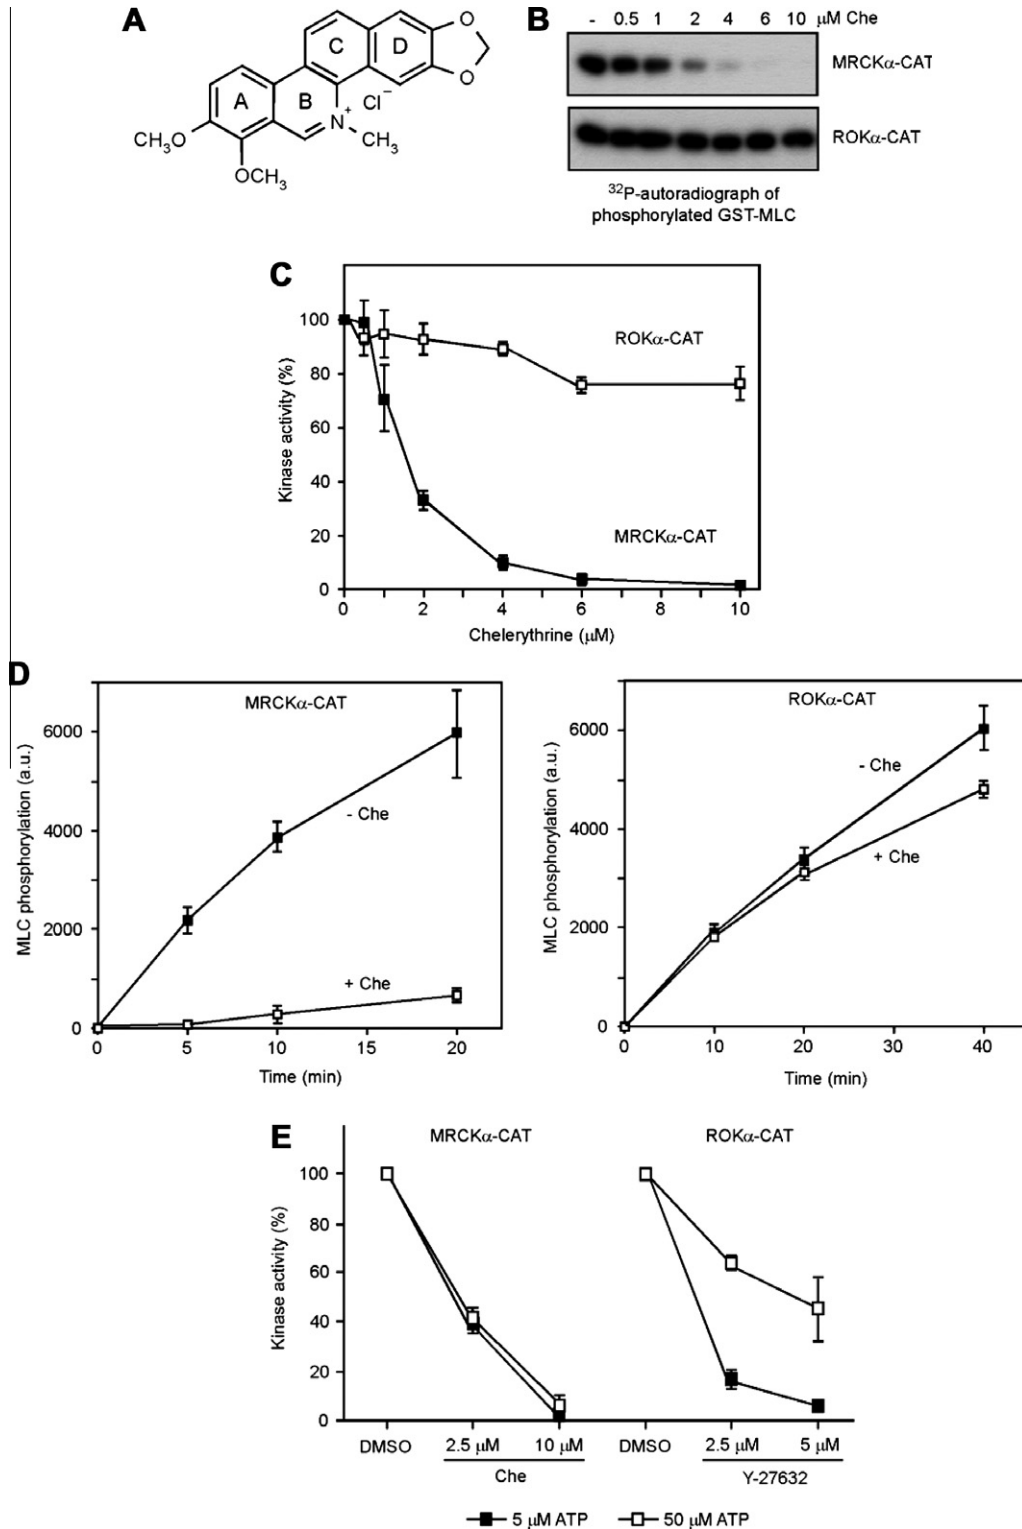 A
A
B
C
D
O
O
N+
Cl−
CH3
CH3O
OCH3
B
- 0.5 1 2 4 6 10 μM Che
MRCKα-CAT
ROKα-CAT
32P-autoradiograph of
phosphorylated GST-MLC
C
Kinase activity (%)
100
80
60
40
20
0
ROKα-CAT
MRCKα-CAT
0 2 4 6 8 10
Chelerythrine (μM)
D
MRCKα-CAT
MLC phosphorylation (a.u.)
6000
4000
2000
0
- Che
+ Che
0 5 10 15 20
Time (min)
ROKα-CAT
MLC phosphorylation (a.u.)
6000
4000
2000
0
- Che
+ Che
0 10 20 30 40
Time (min)
E
MRCKα-CAT ROKα-CAT
Kinase activity (%)
100
80
60
40
20
0
DMSO 2.5 μM 10 μM DMSO 2.5 μM 5 μM
Che Y-27632
5 μM ATP 50 μM ATP